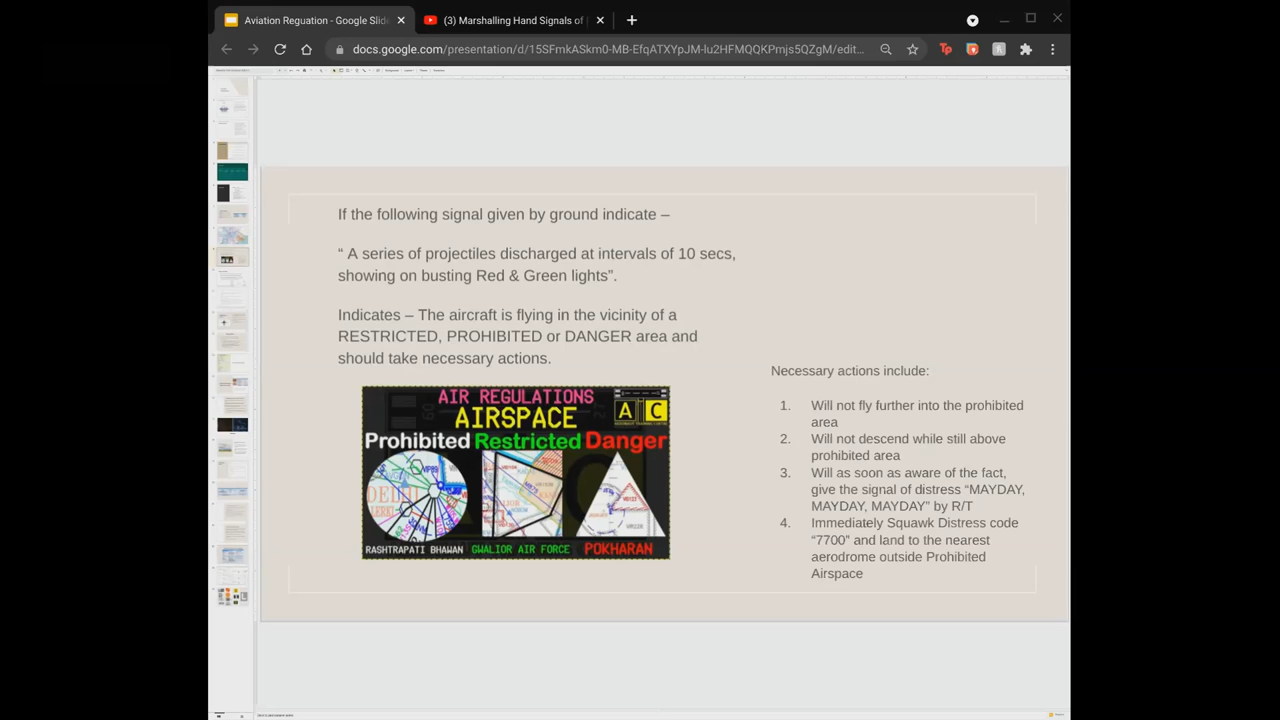 Aviation Reguation - Google Slide
(3) Marshalling Hand Signals of
docs.google.com/presentation/d/15SFmkASkm0-MB-EfqATXYpJM-lu2HFMQQKPmjs5QZgM/edit...
If the following signal given by ground indicate –
“ A series of projectiles discharged at intervals of 10 secs,
showing on busting Red & Green lights”.
Indicates – The aircraft is flying in the vicinity of a
RESTRICTED, PROHIBITED or DANGER area and
should take necessary actions.
AIR REGULATIONS
AIRSPACE
A C
Prohibited Restricted Danger
RASHTRAPATI BHAWAN GWALIOR AIR FORCE POKHARAN
Necessary actions include:
1. Will not fly further into the prohibited
area
2. Will not descend while still above
prohibited area
3. Will as soon as aware of the fact,
give the signal of distress “MAYDAY,
MAYDAY, MAYDAY” by R/T
4. Immediately Squawk Distress code
“7700” and land to the nearest
aerodrome outside Prohibited
Airspace